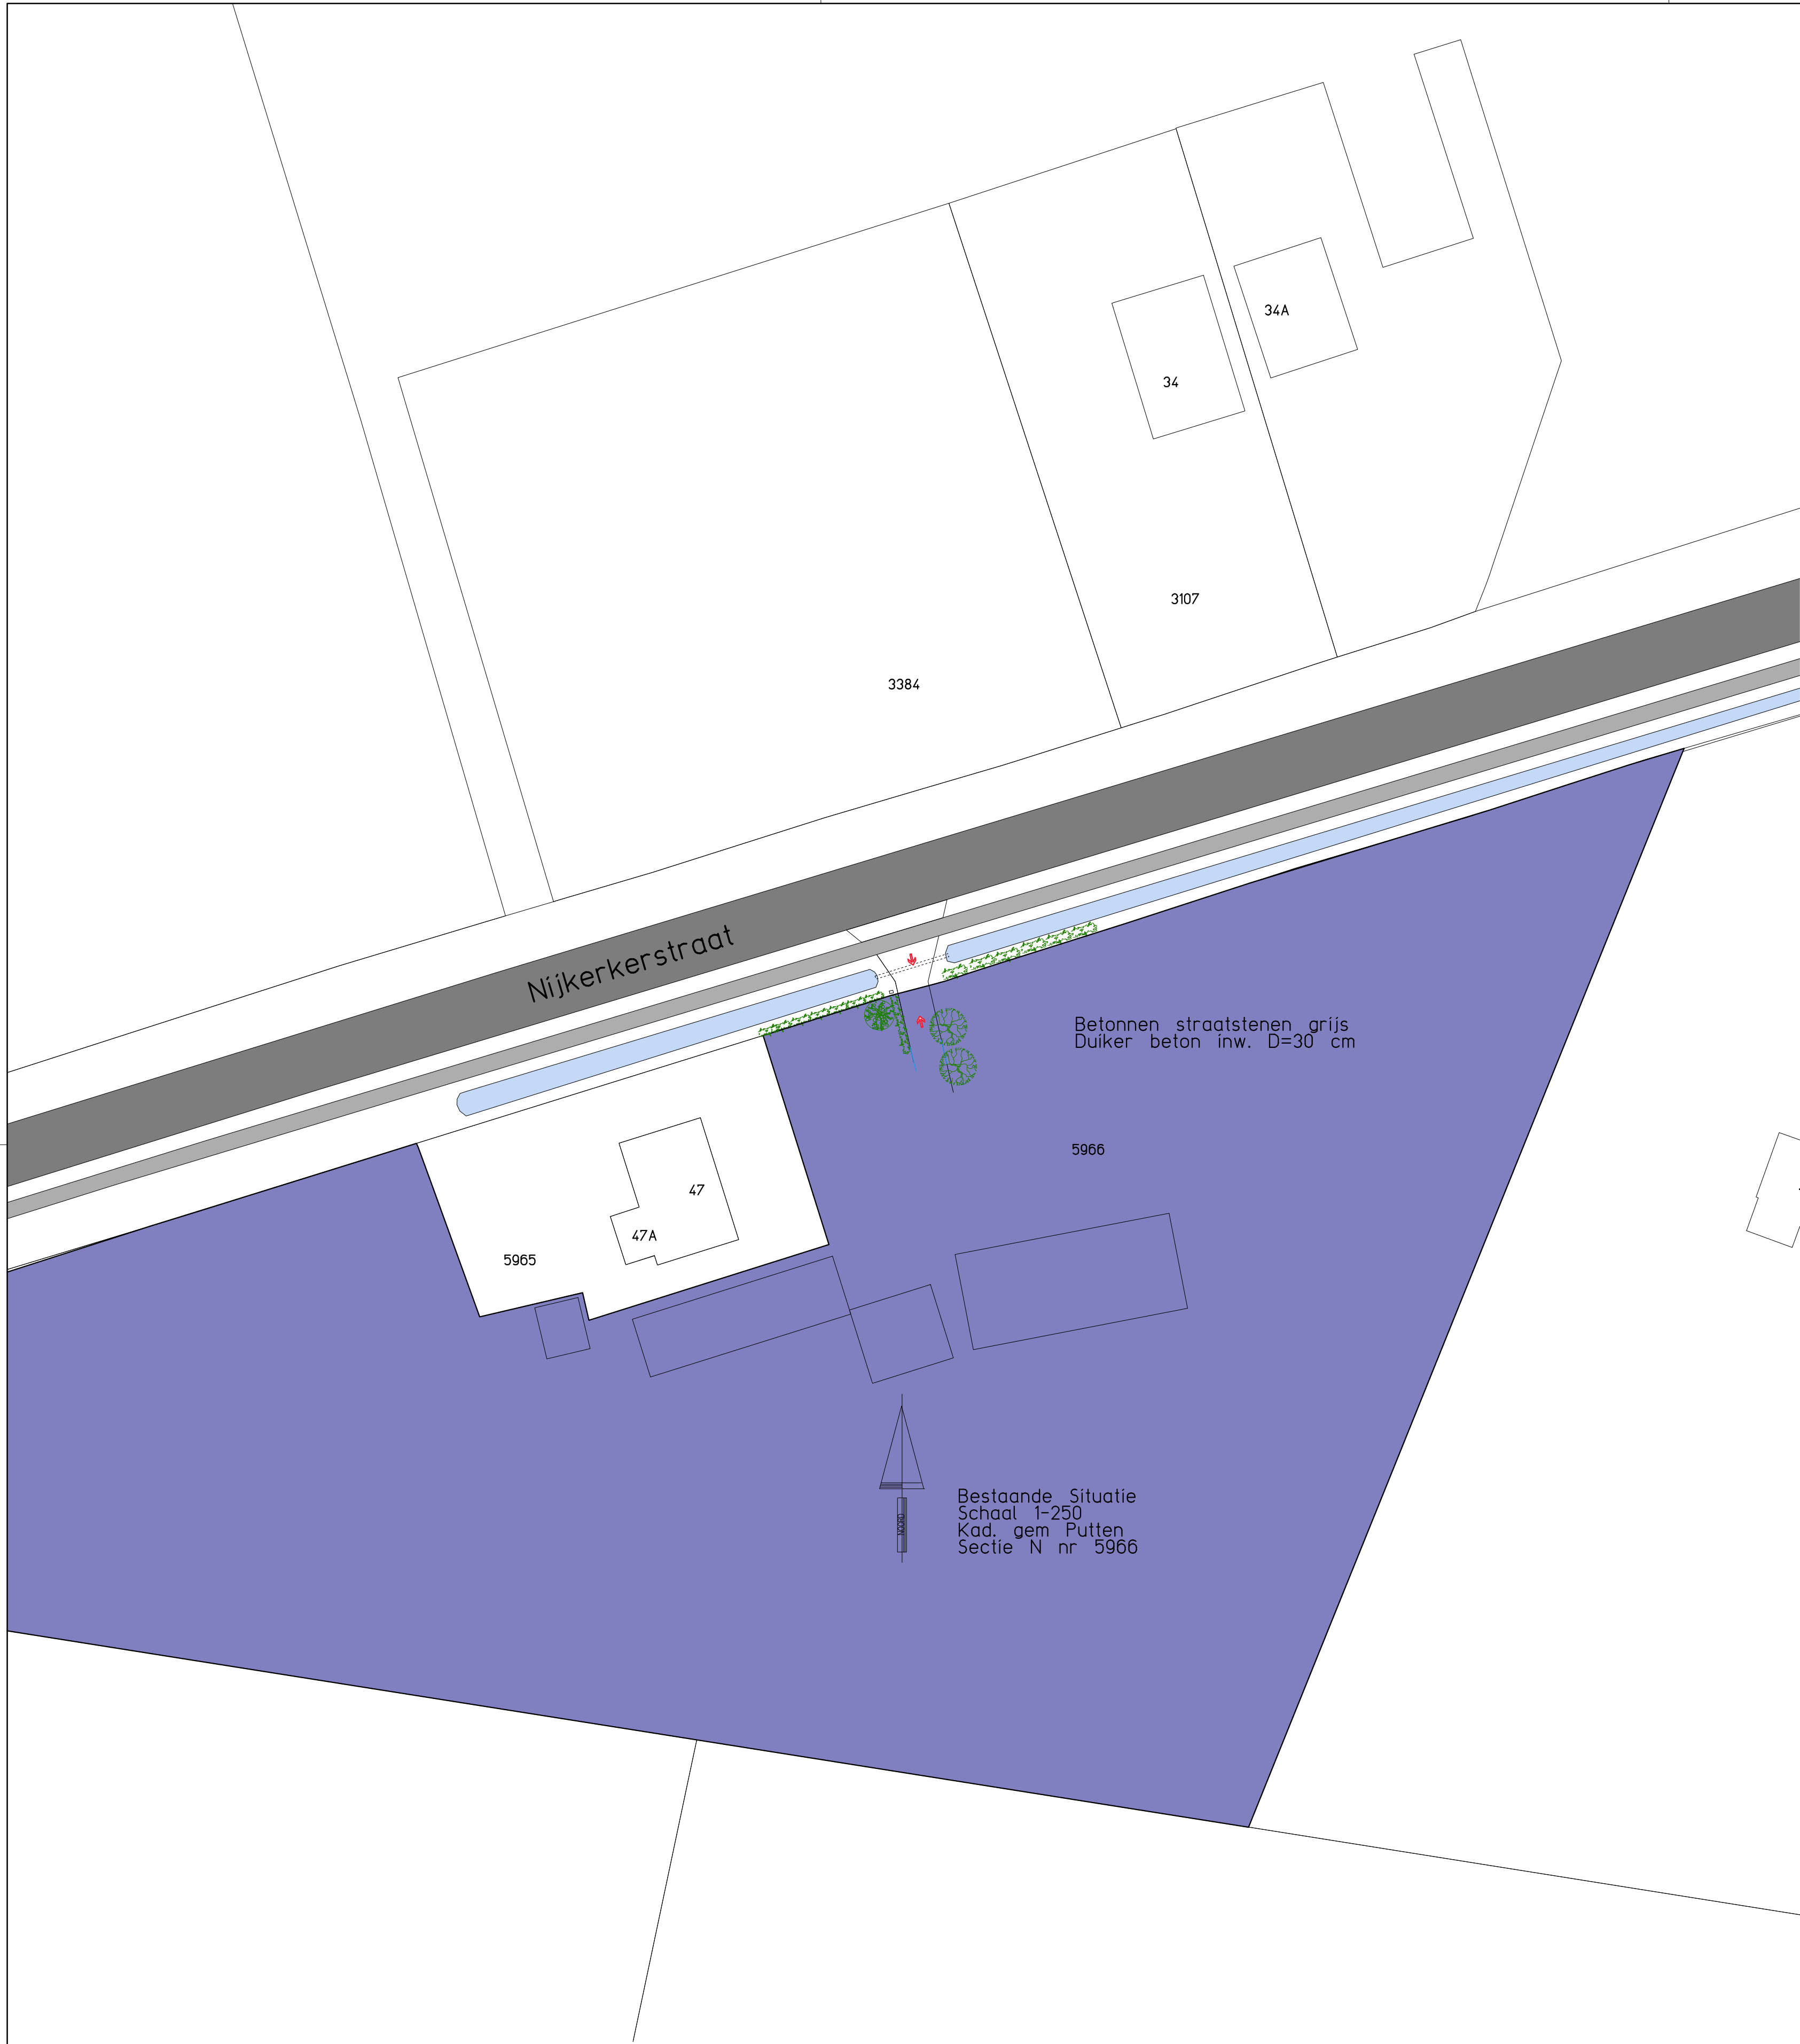 34A
34
3107
3384
Nijkerkerstraat
Betonnen straatstenen grijs
Duiker beton inw. D=30 cm
5966
47
47A
5965
Bestaande Situatie
Schaal 1-250
Kad. gem Putten
Sectie N nr 5966
NOORD